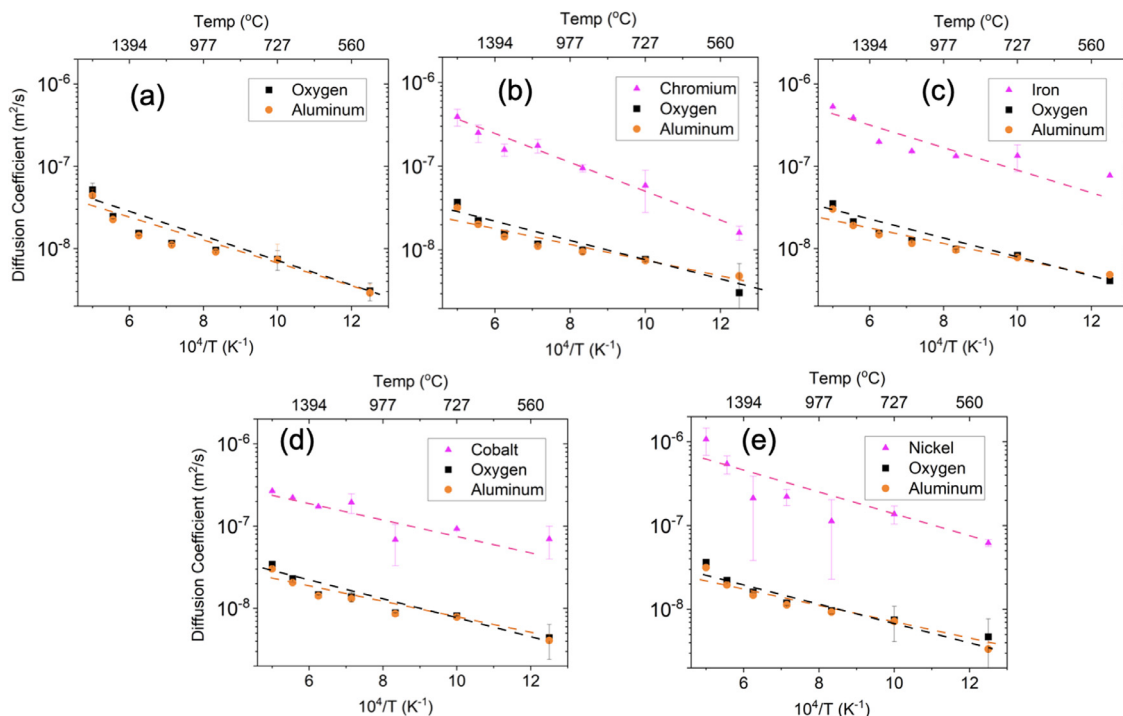 Temp (°C)
1394 977 727 560
(a)
Oxygen
Aluminum
10⁻⁶
10⁻⁷
10⁻⁸
Diffusion Coefficient (m²/s)
6 8 10 12
10⁴/T (K⁻¹)
Temp (°C)
1394 977 727 560
(b)
Chromium
Oxygen
Aluminum
10⁻⁶
10⁻⁷
10⁻⁸
6 8 10 12
10⁴/T (K⁻¹)
Temp (°C)
1394 977 727 560
(c)
Iron
Oxygen
Aluminum
10⁻⁶
10⁻⁷
10⁻⁸
6 8 10 12
10⁴/T (K⁻¹)
Temp (°C)
1394 977 727 560
(d)
Cobalt
Oxygen
Aluminum
10⁻⁶
10⁻⁷
10⁻⁸
Diffusion Coefficient (m²/s)
6 8 10 12
10⁴/T (K⁻¹)
Temp (°C)
1394 977 727 560
(e)
Nickel
Oxygen
Aluminum
10⁻⁶
10⁻⁷
10⁻⁸
6 8 10 12
10⁴/T (K⁻¹)